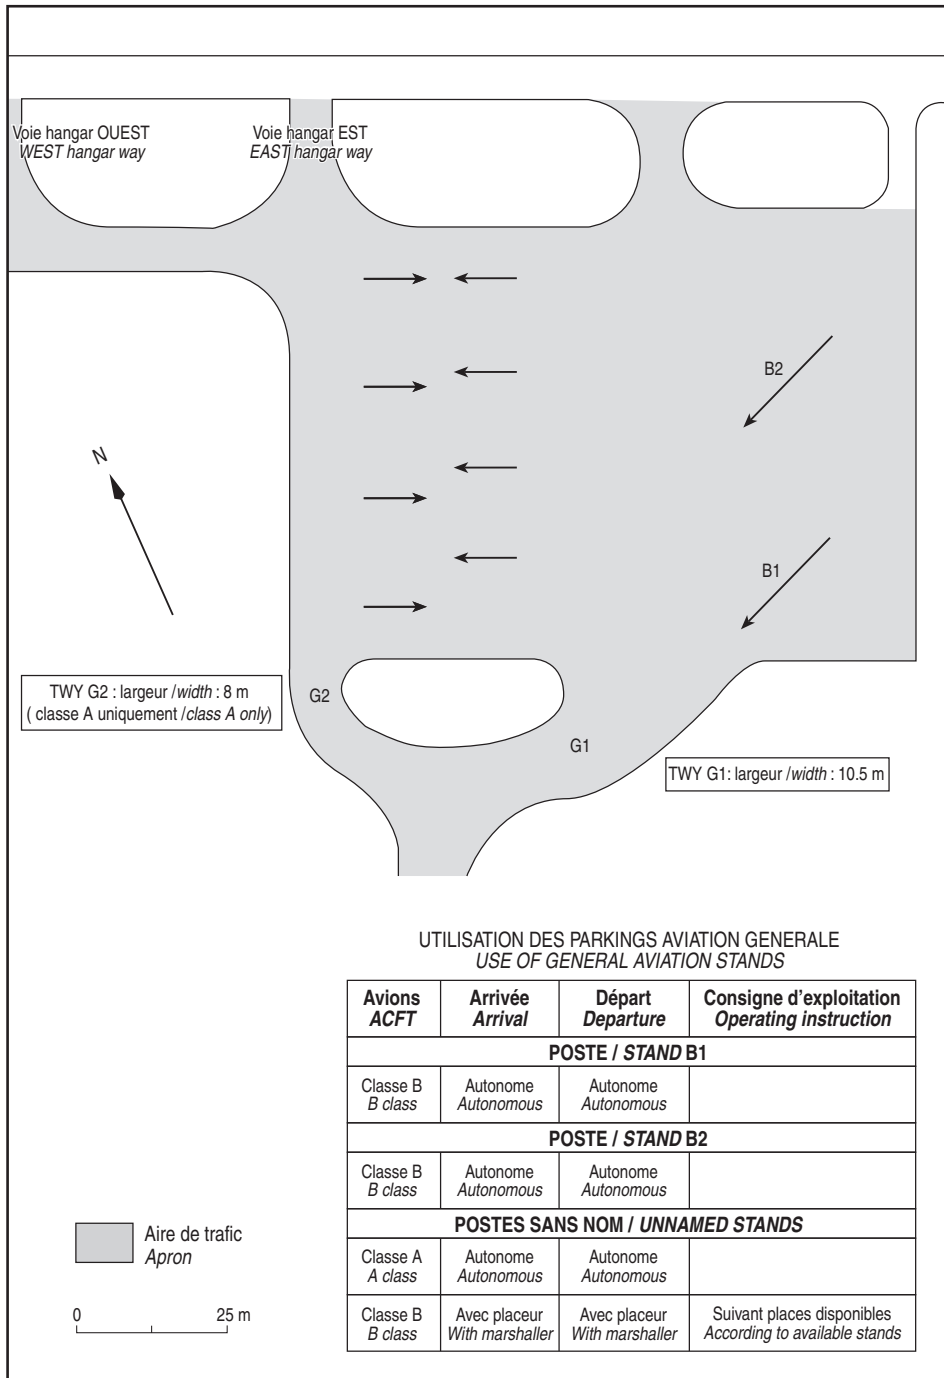 Voie hangar OUEST
WEST hangar way
Voie hangar EST
EAST hangar way
B2
N
B1
TWY G2 : largeur /width : 8 m
( classe A uniquement /class A only)
G2
G1
TWY G1: largeur /width : 10.5 m
UTILISATION DES PARKINGS AVIATION GENERALE
USE OF GENERAL AVIATION STANDS
Avions Arrivée Départ Consigne d'exploitation
ACFT Arrival Departure Operating instruction
POSTE / STAND B1
Classe B Autonome Autonome
B class Autonomous Autonomous
POSTE / STAND B2
Classe B Autonome Autonome
B class Autonomous Autonomous
POSTES SANS NOM / UNNAMED STANDS
Classe A Autonome Autonome
A class Autonomous Autonomous
Classe B Avec placeur Avec placeur Suivant places disponibles
B class With marshaller With marshaller According to available stands
Aire de trafic
Apron
0 25 m